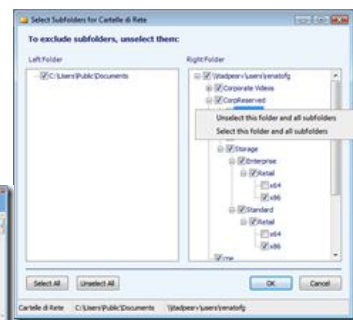 Select Subfolders for Cartelle di Rete
To exclude subfolders, unselect them:
Left Folder
Right Folder
C:\Users\Public\Documents
\\tadpesrv\users\renatofg
Corporate Videos
CorpReserved
Unselect this folder and all subfolders
Select this folder and all subfolders
Storage
Enterprise
Retail
x64
x86
Standard
Retail
x64
x86
Select All
Unselect All
OK
Cancel
Cartelle di Rete C:\Users\Public\Documents \\tadpesrv\users\renatofg